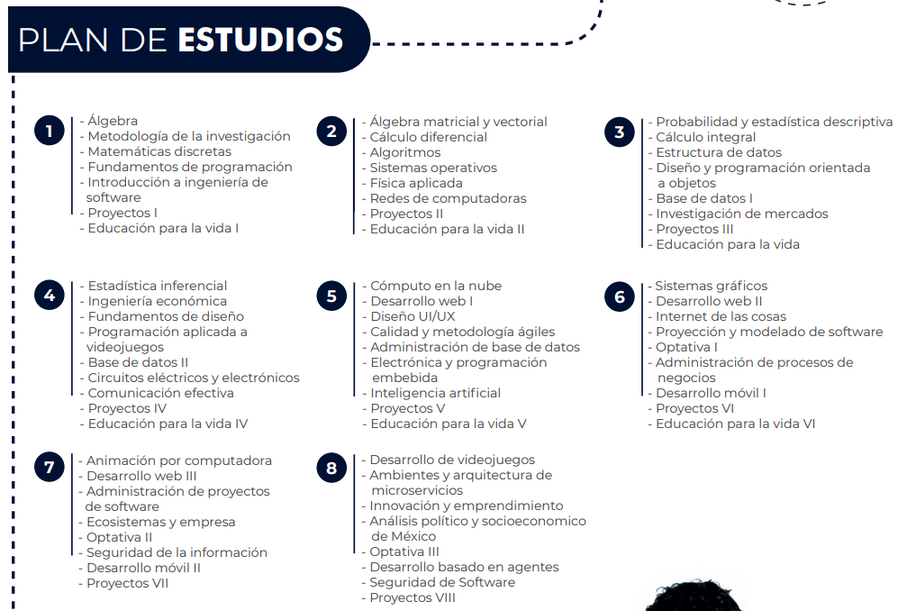 PLAN DE ESTUDIOS
1
- Álgebra
- Metodología de la investigación
- Matemáticas discretas
- Fundamentos de programación
- Introducción a ingeniería de
software
- Proyectos I
- Educación para la vida I
2
- Álgebra matricial y vectorial
- Cálculo diferencial
- Algoritmos
- Sistemas operativos
- Física aplicada
- Redes de computadoras
- Proyectos II
- Educación para la vida II
3
- Probabilidad y estadística descriptiva
- Cálculo integral
- Estructura de datos
- Diseño y programación orientada
a objetos
- Base de datos I
- Investigación de mercados
- Proyectos III
- Educación para la vida
4
- Estadística inferencial
- Ingeniería económica
- Fundamentos de diseño
- Programación aplicada a
videojuegos
- Base de datos II
- Circuitos eléctricos y electrónicos
- Comunicación efectiva
- Proyectos IV
- Educación para la vida IV
5
- Cómputo en la nube
- Desarrollo web I
- Diseño UI/UX
- Calidad y metodología ágiles
- Administración de base de datos
- Electrónica y programación
embebida
- Inteligencia artificial
- Proyectos V
- Educación para la vida V
6
- Sistemas gráficos
- Desarrollo web II
- Internet de las cosas
- Proyección y modelado de software
- Optativa I
- Administración de procesos de
negocios
- Desarrollo móvil I
- Proyectos VI
- Educación para la vida VI
7
- Animación por computadora
- Desarrollo web III
- Administración de proyectos
de software
- Ecosistemas y empresa
- Optativa II
- Seguridad de la información
- Desarrollo móvil II
- Proyectos VII
8
- Desarrollo de videojuegos
- Ambientes y arquitectura de
microservicios
- Innovación y emprendimiento
- Análisis político y socioeconomico
de México
- Optativa III
- Desarrollo basado en agentes
- Seguridad de Software
- Proyectos VIII